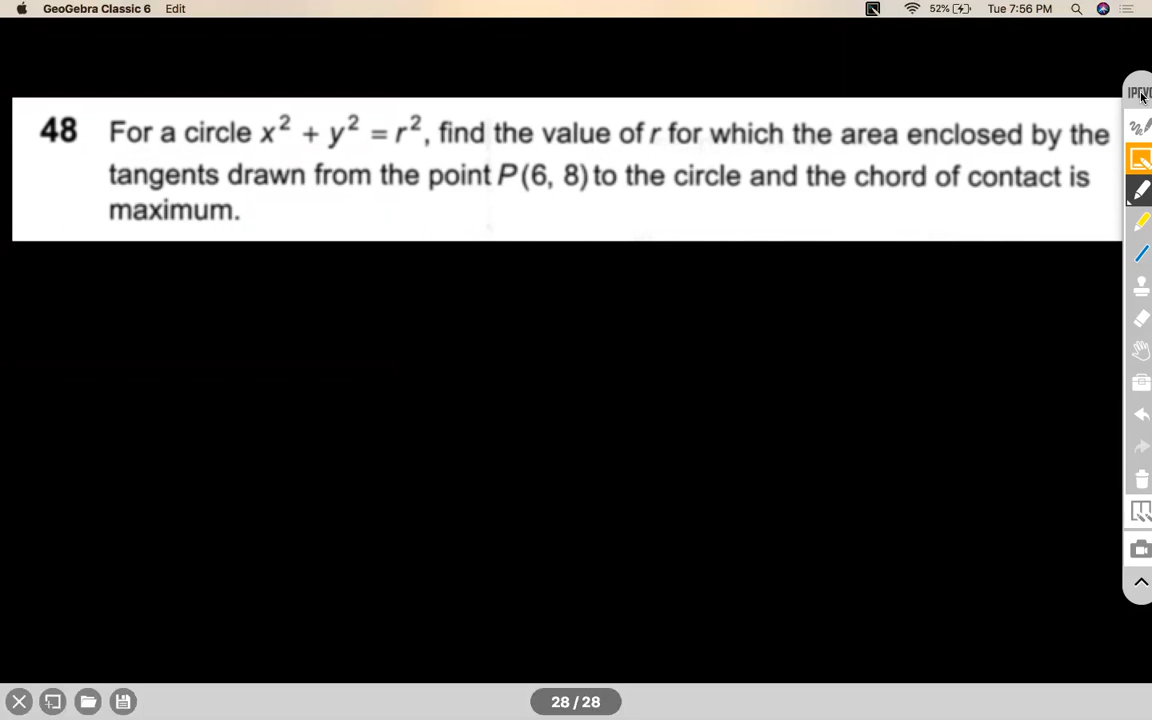 GeoGebra Classic 6 Edit 52% Tue 7:56 PM
IPEVO
48 For a circle x² + y² = r², find the value of r for which the area enclosed by the
tangents drawn from the point P(6, 8) to the circle and the chord of contact is
maximum.
28 / 28